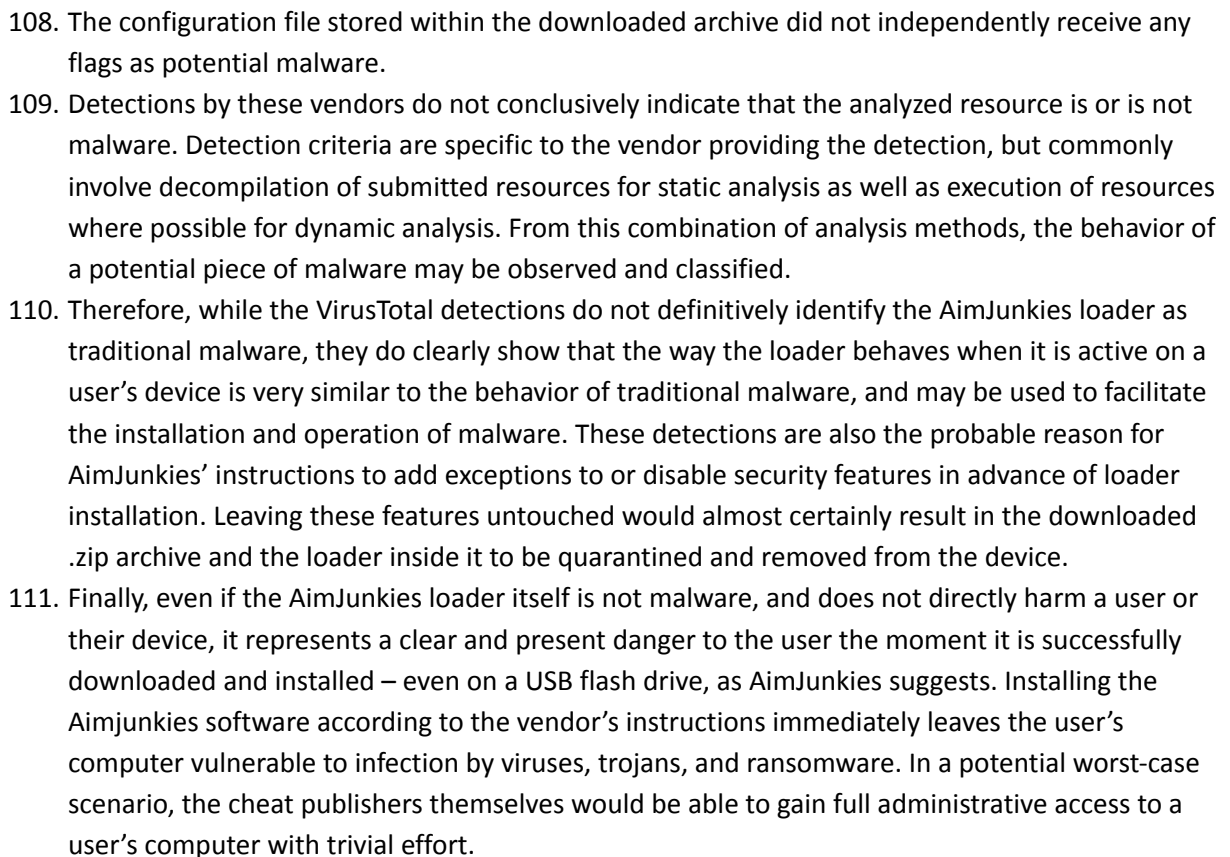 108. The configuration file stored within the downloaded archive did not independently receive any
flags as potential malware.
109. Detections by these vendors do not conclusively indicate that the analyzed resource is or is not
malware. Detection criteria are specific to the vendor providing the detection, but commonly
involve decompilation of submitted resources for static analysis as well as execution of resources
where possible for dynamic analysis. From this combination of analysis methods, the behavior of
a potential piece of malware may be observed and classified.
110. Therefore, while the VirusTotal detections do not definitively identify the AimJunkies loader as
traditional malware, they do clearly show that the way the loader behaves when it is active on a
user’s device is very similar to the behavior of traditional malware, and may be used to facilitate
the installation and operation of malware. These detections are also the probable reason for
AimJunkies’ instructions to add exceptions to or disable security features in advance of loader
installation. Leaving these features untouched would almost certainly result in the downloaded
.zip archive and the loader inside it to be quarantined and removed from the device.
111. Finally, even if the AimJunkies loader itself is not malware, and does not directly harm a user or
their device, it represents a clear and present danger to the user the moment it is successfully
downloaded and installed – even on a USB flash drive, as AimJunkies suggests. Installing the
Aimjunkies software according to the vendor’s instructions immediately leaves the user’s
computer vulnerable to infection by viruses, trojans, and ransomware. In a potential worst-case
scenario, the cheat publishers themselves would be able to gain full administrative access to a
user’s computer with trivial effort.